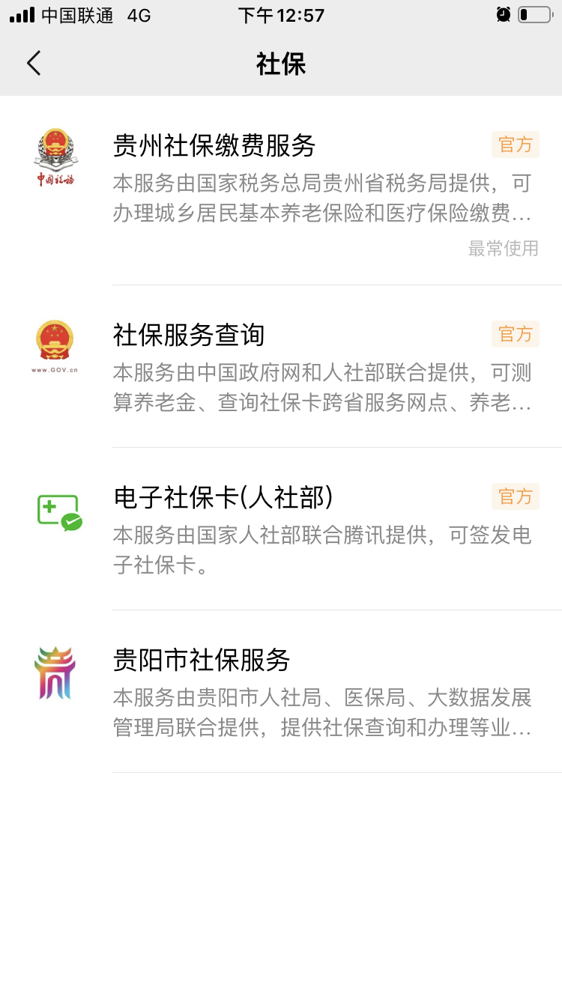 中国联通 4G 下午12:57
社保
贵州社保缴费服务 官方
本服务由国家税务总局贵州省税务局提供，可
办理城乡居民基本养老保险和医疗保险缴费...
最常使用
中国税务
社保服务查询 官方
www.GOV.cn
本服务由中国政府网和人社部联合提供，可测
算养老金、查询社保卡跨省服务网点、养老...
电子社保卡(人社部) 官方
本服务由国家人社部联合腾讯提供，可签发电
子社保卡。
贵阳市社保服务
本服务由贵阳市人社局、医保局、大数据发展
管理局联合提供，提供社保查询和办理等业...